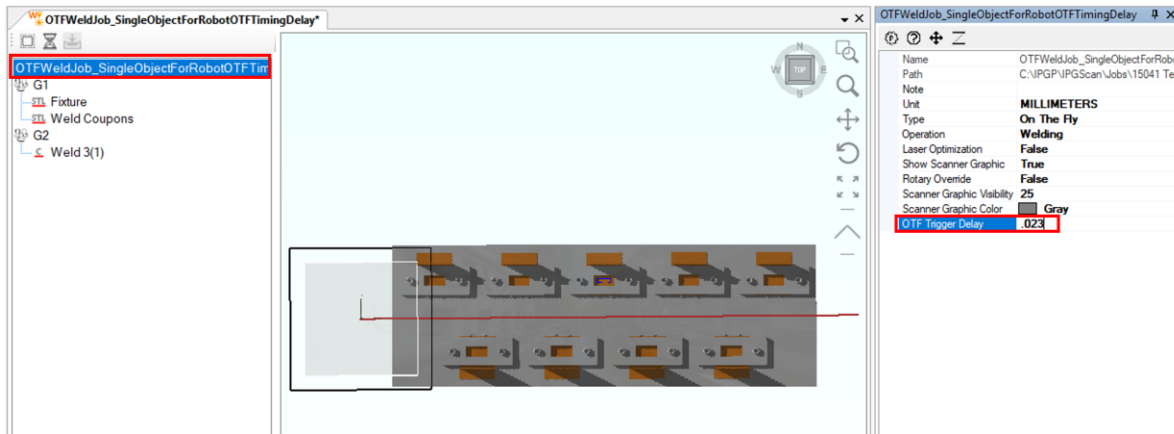 OTFWeldJob_SingleObjectForRobotOTFTimingDelay*
OTFWeldJob_SingleObjectForRobotOTFTim
G1
STL Fixture
STL Weld Coupons
G2
C Weld 3(1)
N
W TOP E
S
OTFWeldJob_SingleObjectForRobotOTFTimingDelay
Name OTFWeldJob_SingleObjectForRobo
Path C:\IPGP\IPGScan\Jobs\15041 Te
Note
Unit MILLIMETERS
Type On The Fly
Operation Welding
Laser Optimization False
Show Scanner Graphic True
Rotary Override False
Scanner Graphic Visibility 25
Scanner Graphic Color Gray
OTF Trigger Delay .023